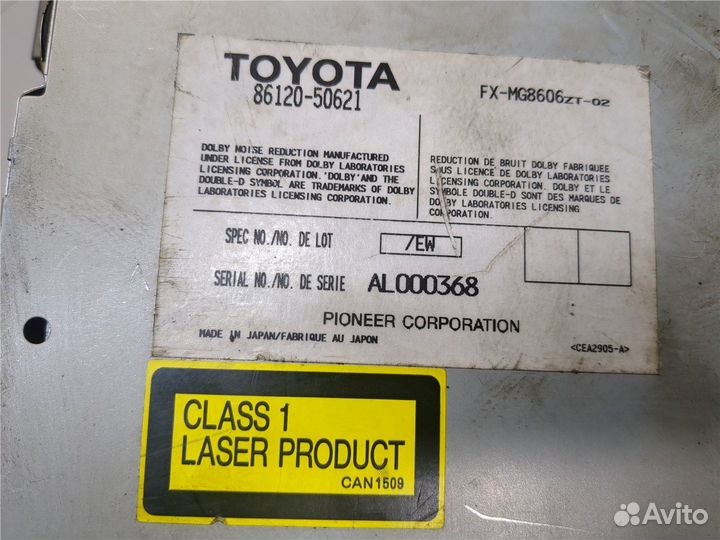 TOYOTA
86120-50621
FX-MG8606ZT-02
DOLBY NOISE REDUCTION MANUFACTURED
UNDER LICENSE FROM DOLBY LABORATORIES
LICENSING CORPORATION. 'DOLBY' AND THE
DOUBLE-D SYMBOL ARE TRADEMARKS OF DOLBY
LABORATORIES LICENSING CORPORATION.
REDUCTION DE BRUIT DOLBY FABRIQUEE
SOUS LICENCE DE DOLBY LABORATORIES
LICENSING CORPORATION. DOLBY ET LE
SYMBOLE DOUBLE-D SONT DES MARQUES DE
DOLBY LABORATORIES LICENSING
CORPORATION.
SPEC NO./NO. DE LOT /EW
SERIAL NO./NO. DE SERIE AL000368
PIONEER CORPORATION
MADE IN JAPAN/FABRIQUE AU JAPON
<CEA2905-A>
CLASS 1
LASER PRODUCT
CAN1509
Avito